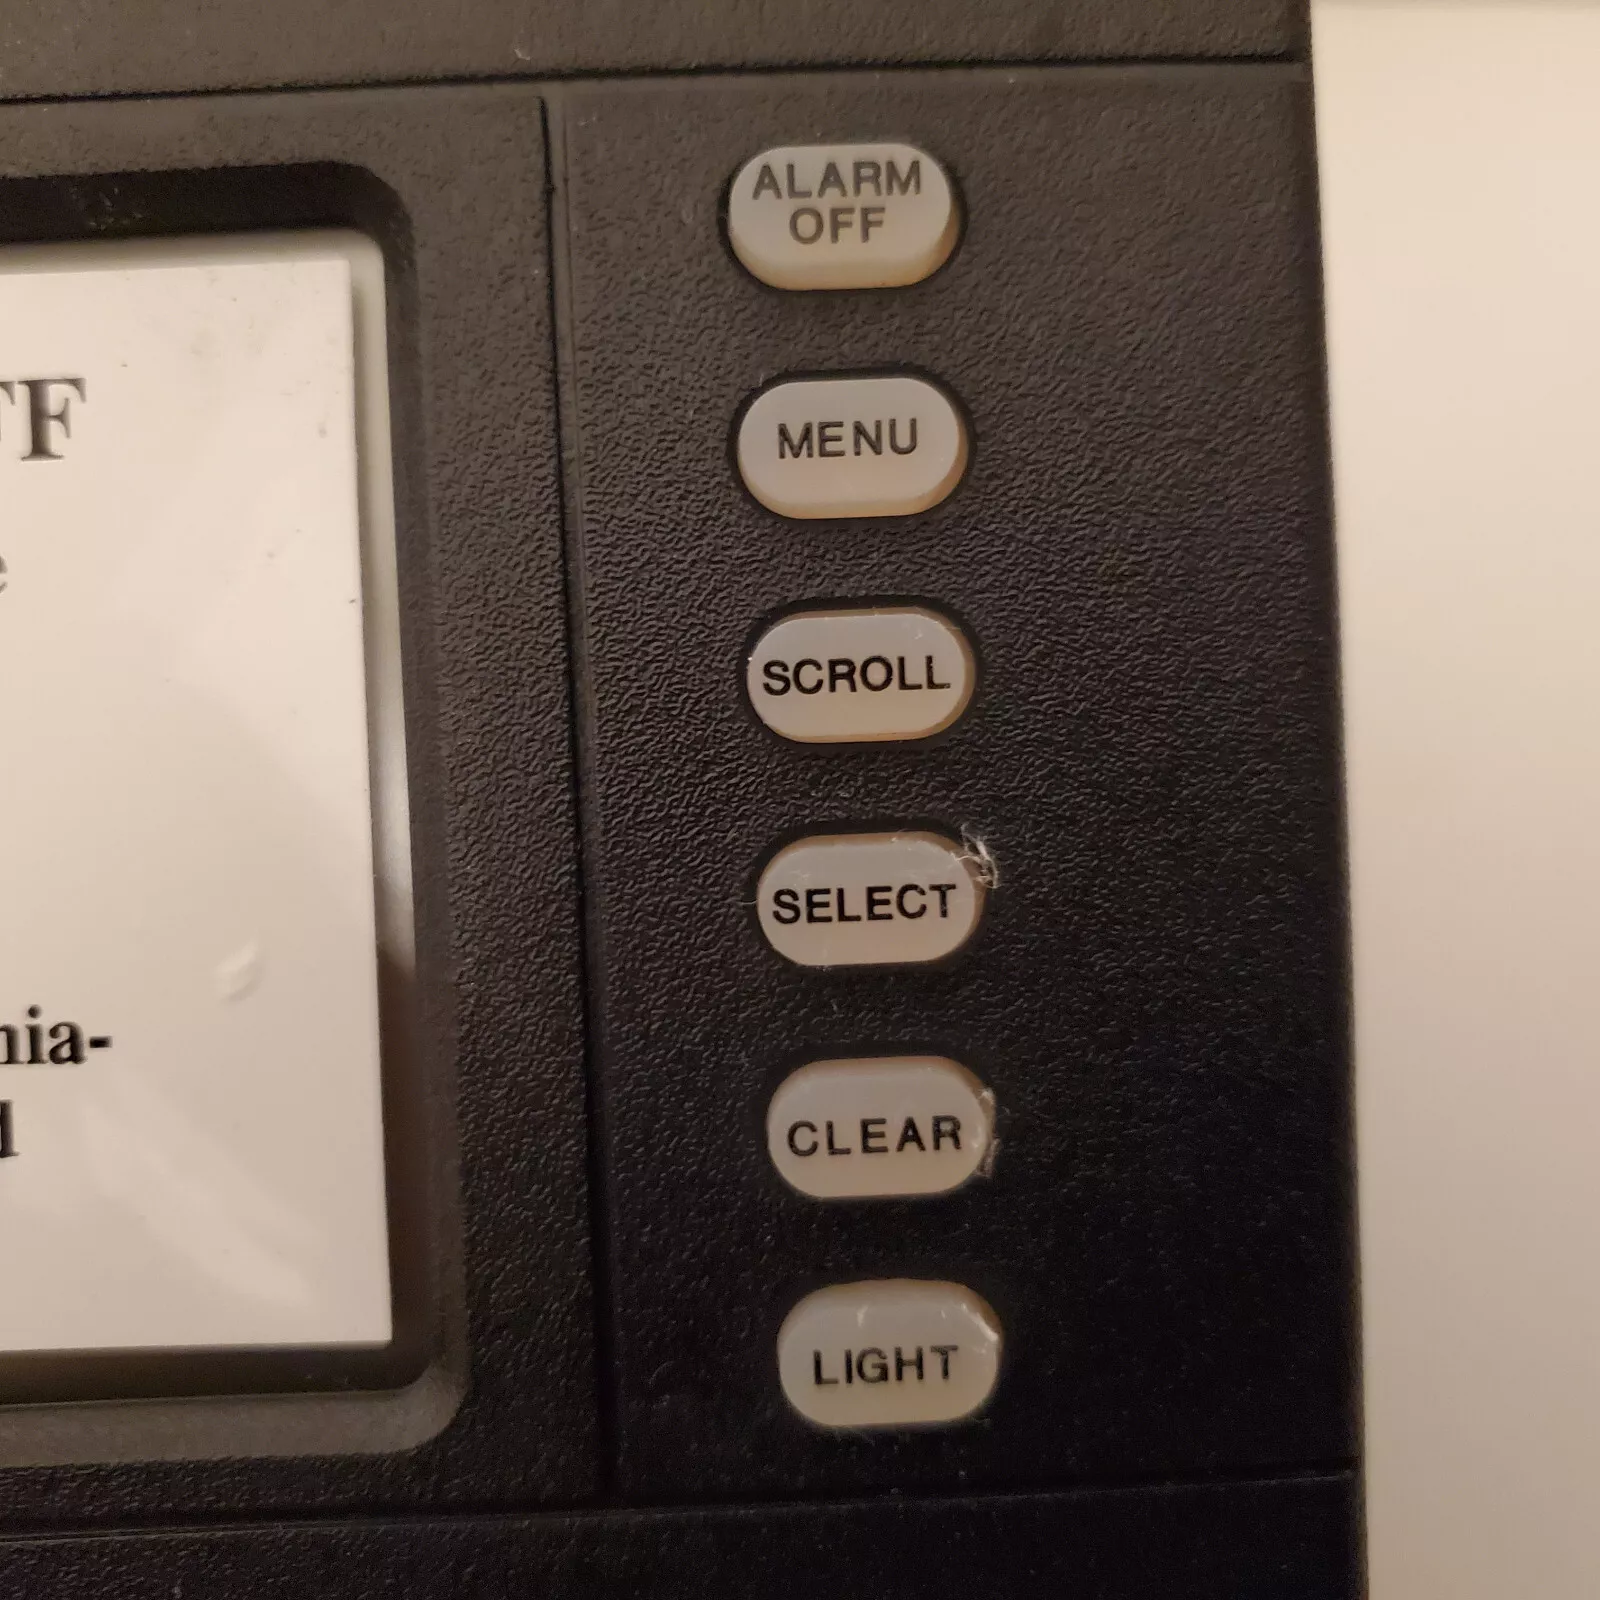 ALARM
OFF
MENU
SCROLL
SELECT
CLEAR
LIGHT